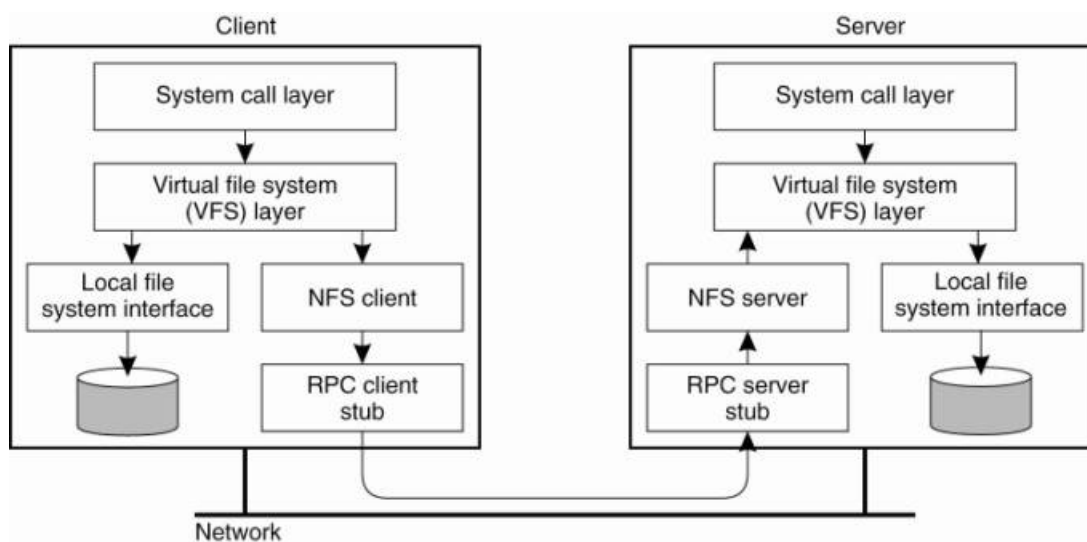 Client
System call layer
Virtual file system
(VFS) layer
Local file
system interface
NFS client
RPC client
stub
Server
System call layer
Virtual file system
(VFS) layer
NFS server
Local file
system interface
RPC server
stub
Network